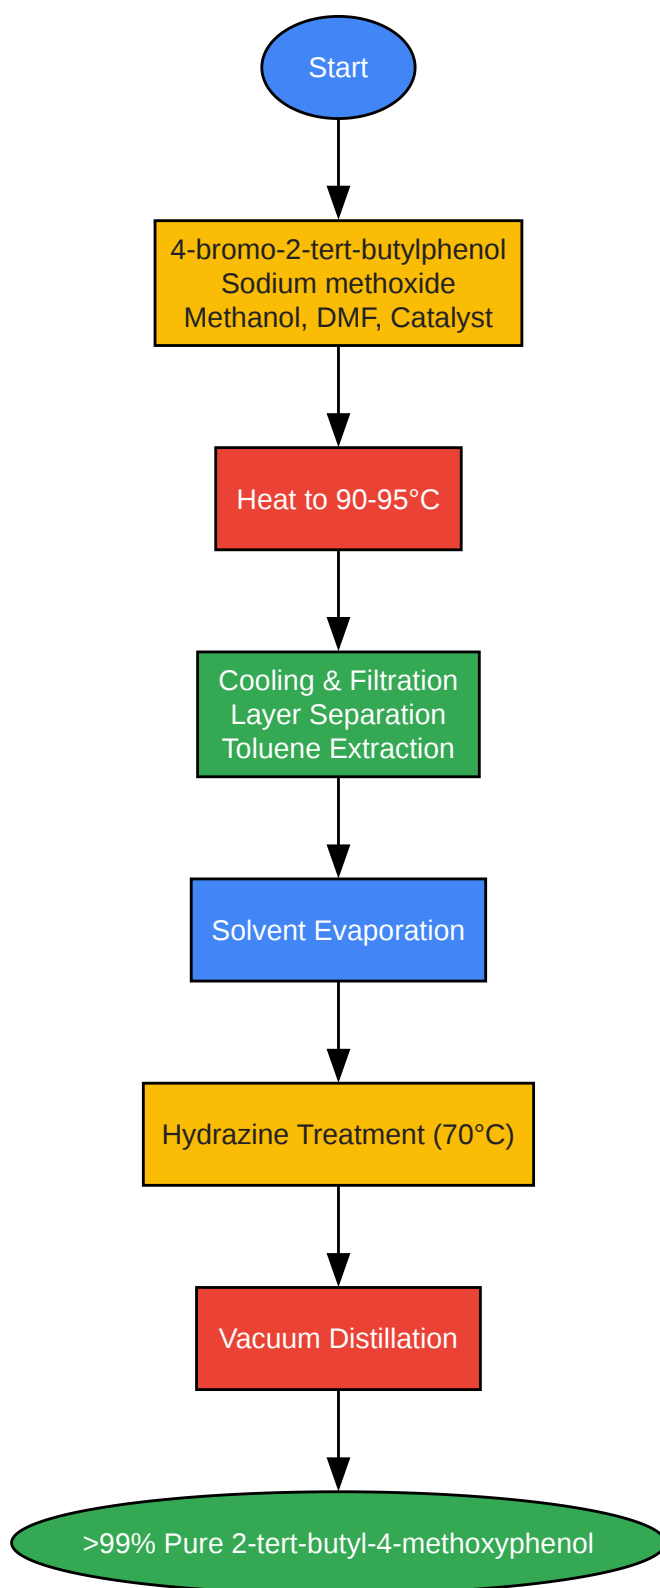 Start
4-bromo-2-tert-butylphenol
Sodium methoxide
Methanol, DMF, Catalyst
Heat to 90-95°C
Cooling & Filtration
Layer Separation
Toluene Extraction
Solvent Evaporation
Hydrazine Treatment (70°C)
Vacuum Distillation
>99% Pure 2-tert-butyl-4-methoxyphenol